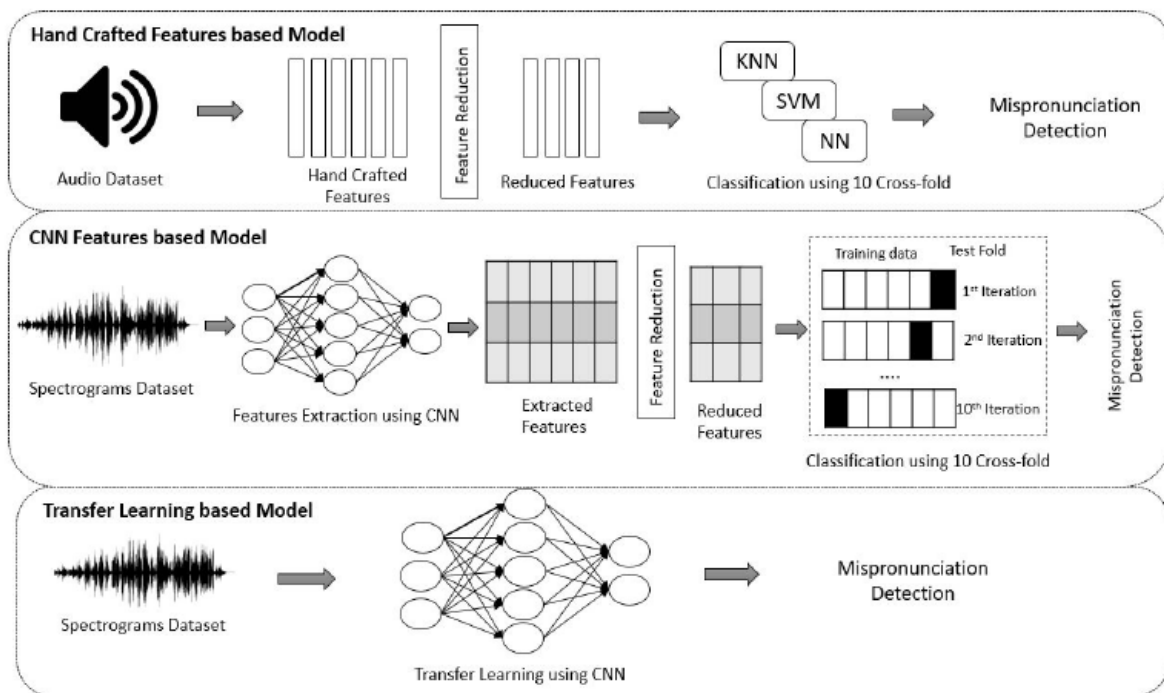 Hand Crafted Features based Model
Feature Reduction
KNN
SVM
NN
Mispronunciation
Detection
Audio Dataset
Hand Crafted
Features
Reduced Features
Classification using 10 Cross-fold
CNN Features based Model
Training data
Test Fold
1st Iteration
2nd Iteration
....
10th Iteration
Feature Reduction
Mispronunciation
Detection
Spectrograms Dataset
Features Extraction using CNN
Extracted
Features
Reduced
Features
Classification using 10 Cross-fold
Transfer Learning based Model
Mispronunciation
Detection
Spectrograms Dataset
Transfer Learning using CNN